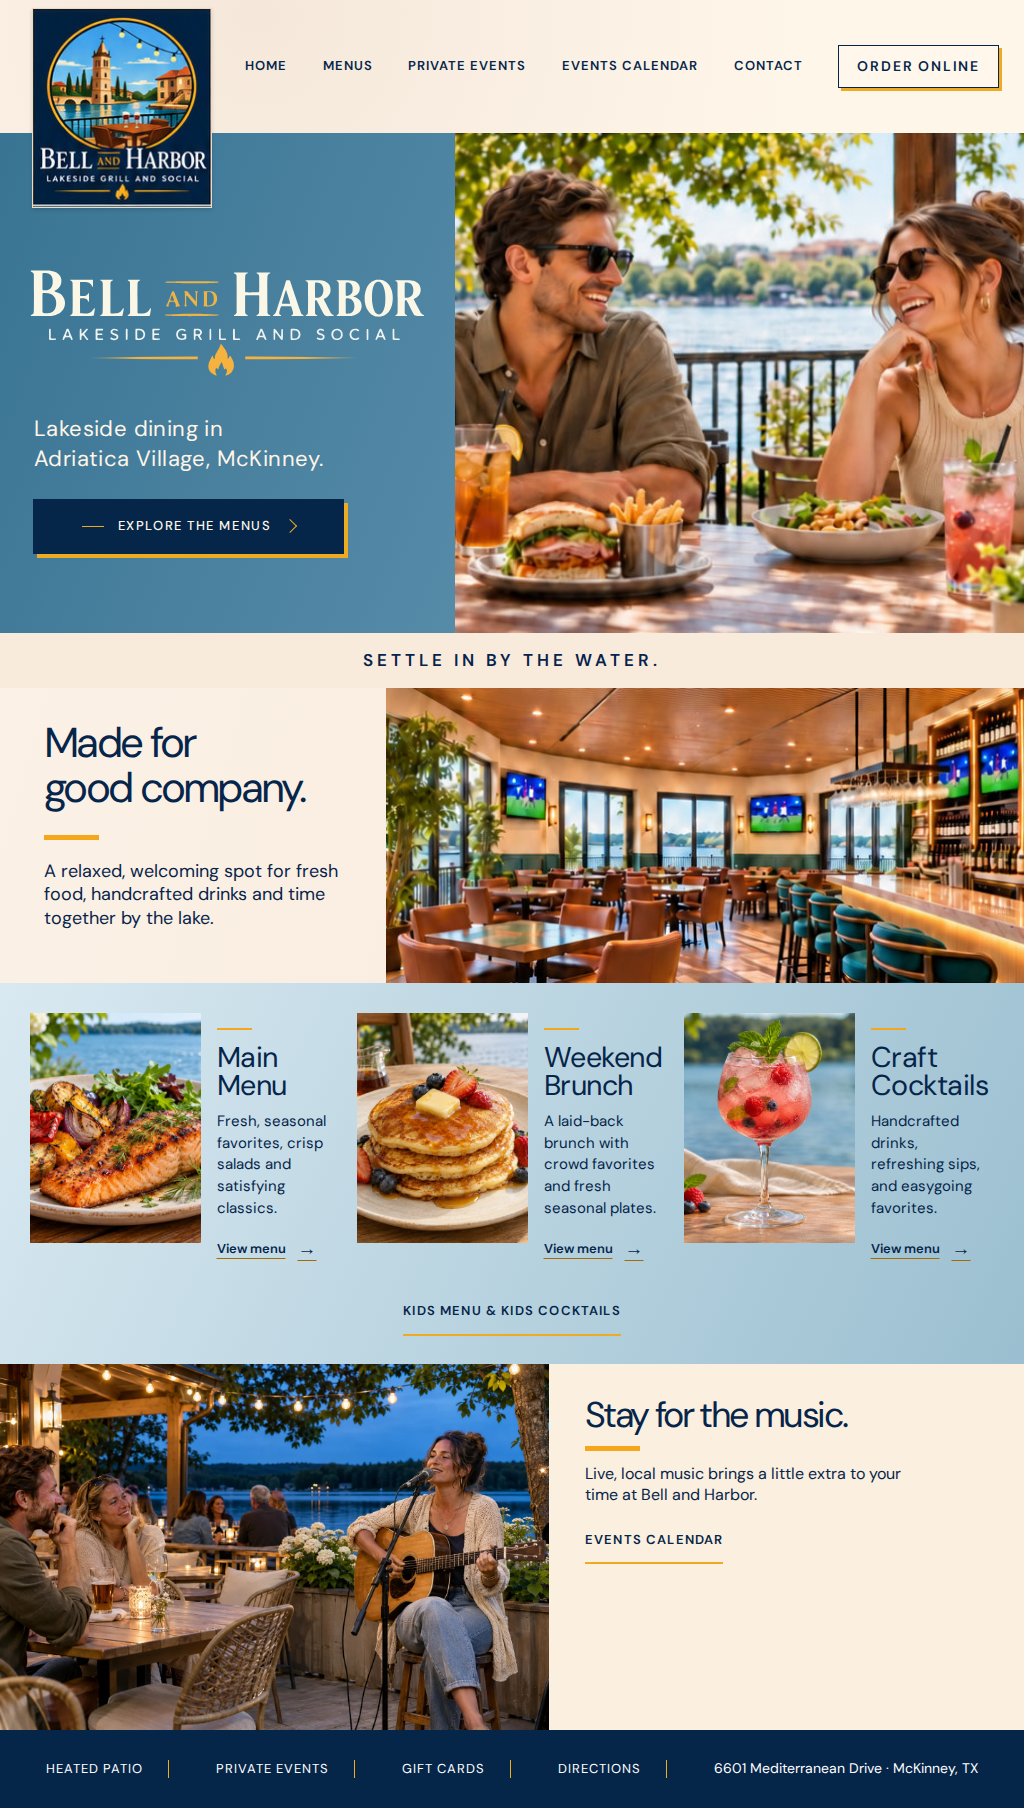 BELL AND HARBOR
LAKESIDE GRILL AND SOCIAL
HOME
MENUS
PRIVATE EVENTS
EVENTS CALENDAR
CONTACT
ORDER ONLINE
BELL AND HARBOR
LAKESIDE GRILL AND SOCIAL
Lakeside dining in
Adriatica Village, McKinney.
EXPLORE THE MENUS
SETTLE IN BY THE WATER.
Made for
good company.
A relaxed, welcoming spot for fresh
food, handcrafted drinks and time
together by the lake.
Main
Menu
Fresh, seasonal
favorites, crisp
salads and
satisfying
classics.
View menu →
Weekend
Brunch
A laid-back
brunch with
crowd favorites
and fresh
seasonal plates.
View menu →
Craft
Cocktails
Handcrafted
drinks,
refreshing sips,
and easygoing
favorites.
View menu →
KIDS MENU & KIDS COCKTAILS
Stay for the music.
Live, local music brings a little extra to your
time at Bell and Harbor.
EVENTS CALENDAR
HEATED PATIO
PRIVATE EVENTS
GIFT CARDS
DIRECTIONS
6601 Mediterranean Drive · McKinney, TX